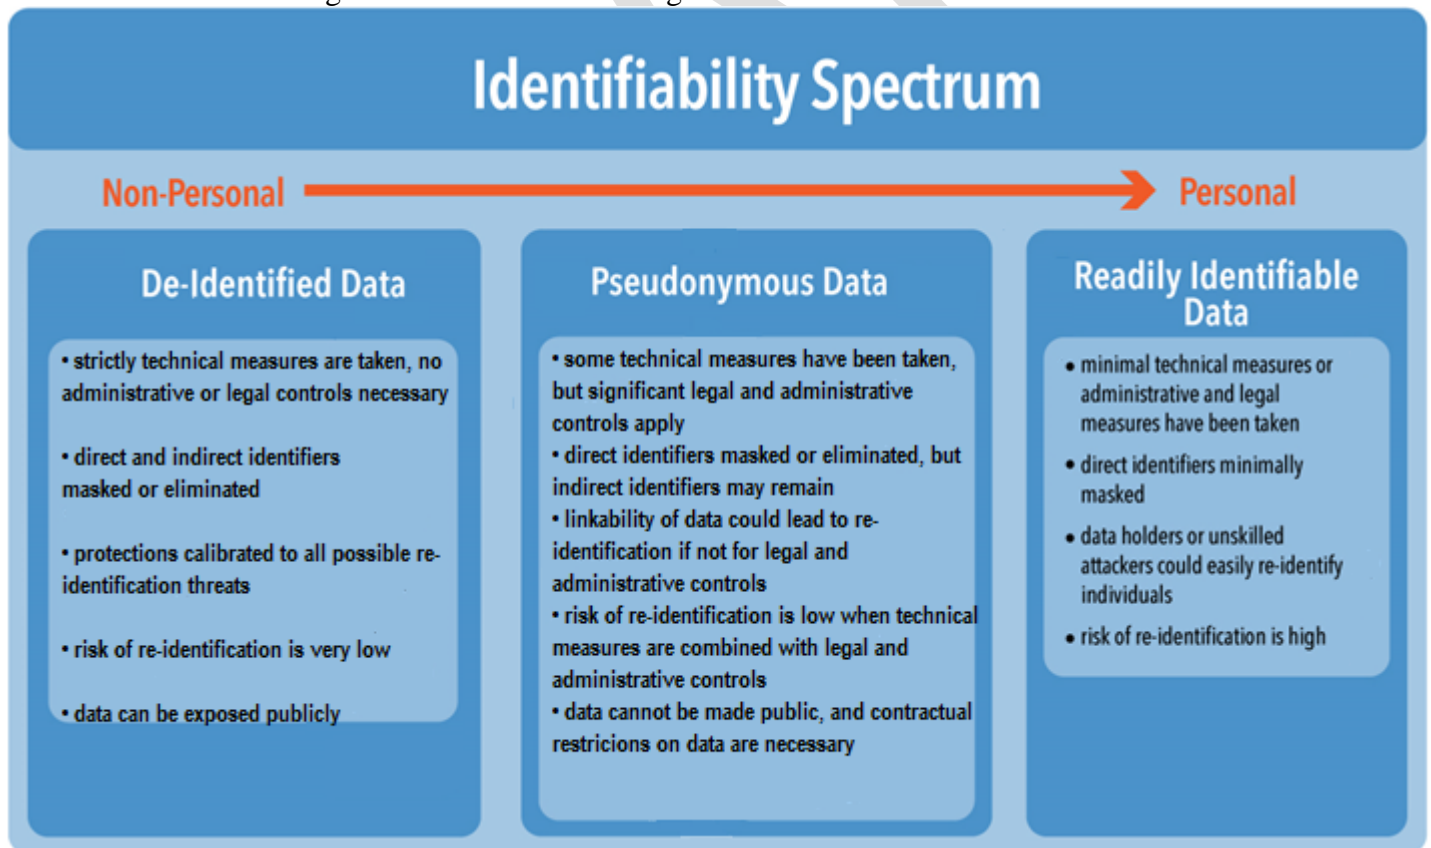 Identifiability Spectrum
Non-Personal
Personal
De-Identified Data
• strictly technical measures are taken, no
administrative or legal controls necessary
• direct and indirect identifiers
masked or eliminated
• protections calibrated to all possible re-
identification threats
• risk of re-identification is very low
• data can be exposed publicly
Pseudonymous Data
• some technical measures have been taken,
but significant legal and administrative
controls apply
• direct identifiers masked or eliminated, but
indirect identifiers may remain
• linkability of data could lead to re-
identification if not for legal and
administrative controls
• risk of re-identification is low when technical
measures are combined with legal and
administrative controls
• data cannot be made public, and contractual
restricions on data are necessary
Readily Identifiable
Data
• minimal technical measures or
administrative and legal
measures have been taken
• direct identifiers minimally
masked
• data holders or unskilled
attackers could easily re-identify
individuals
• risk of re-identification is high